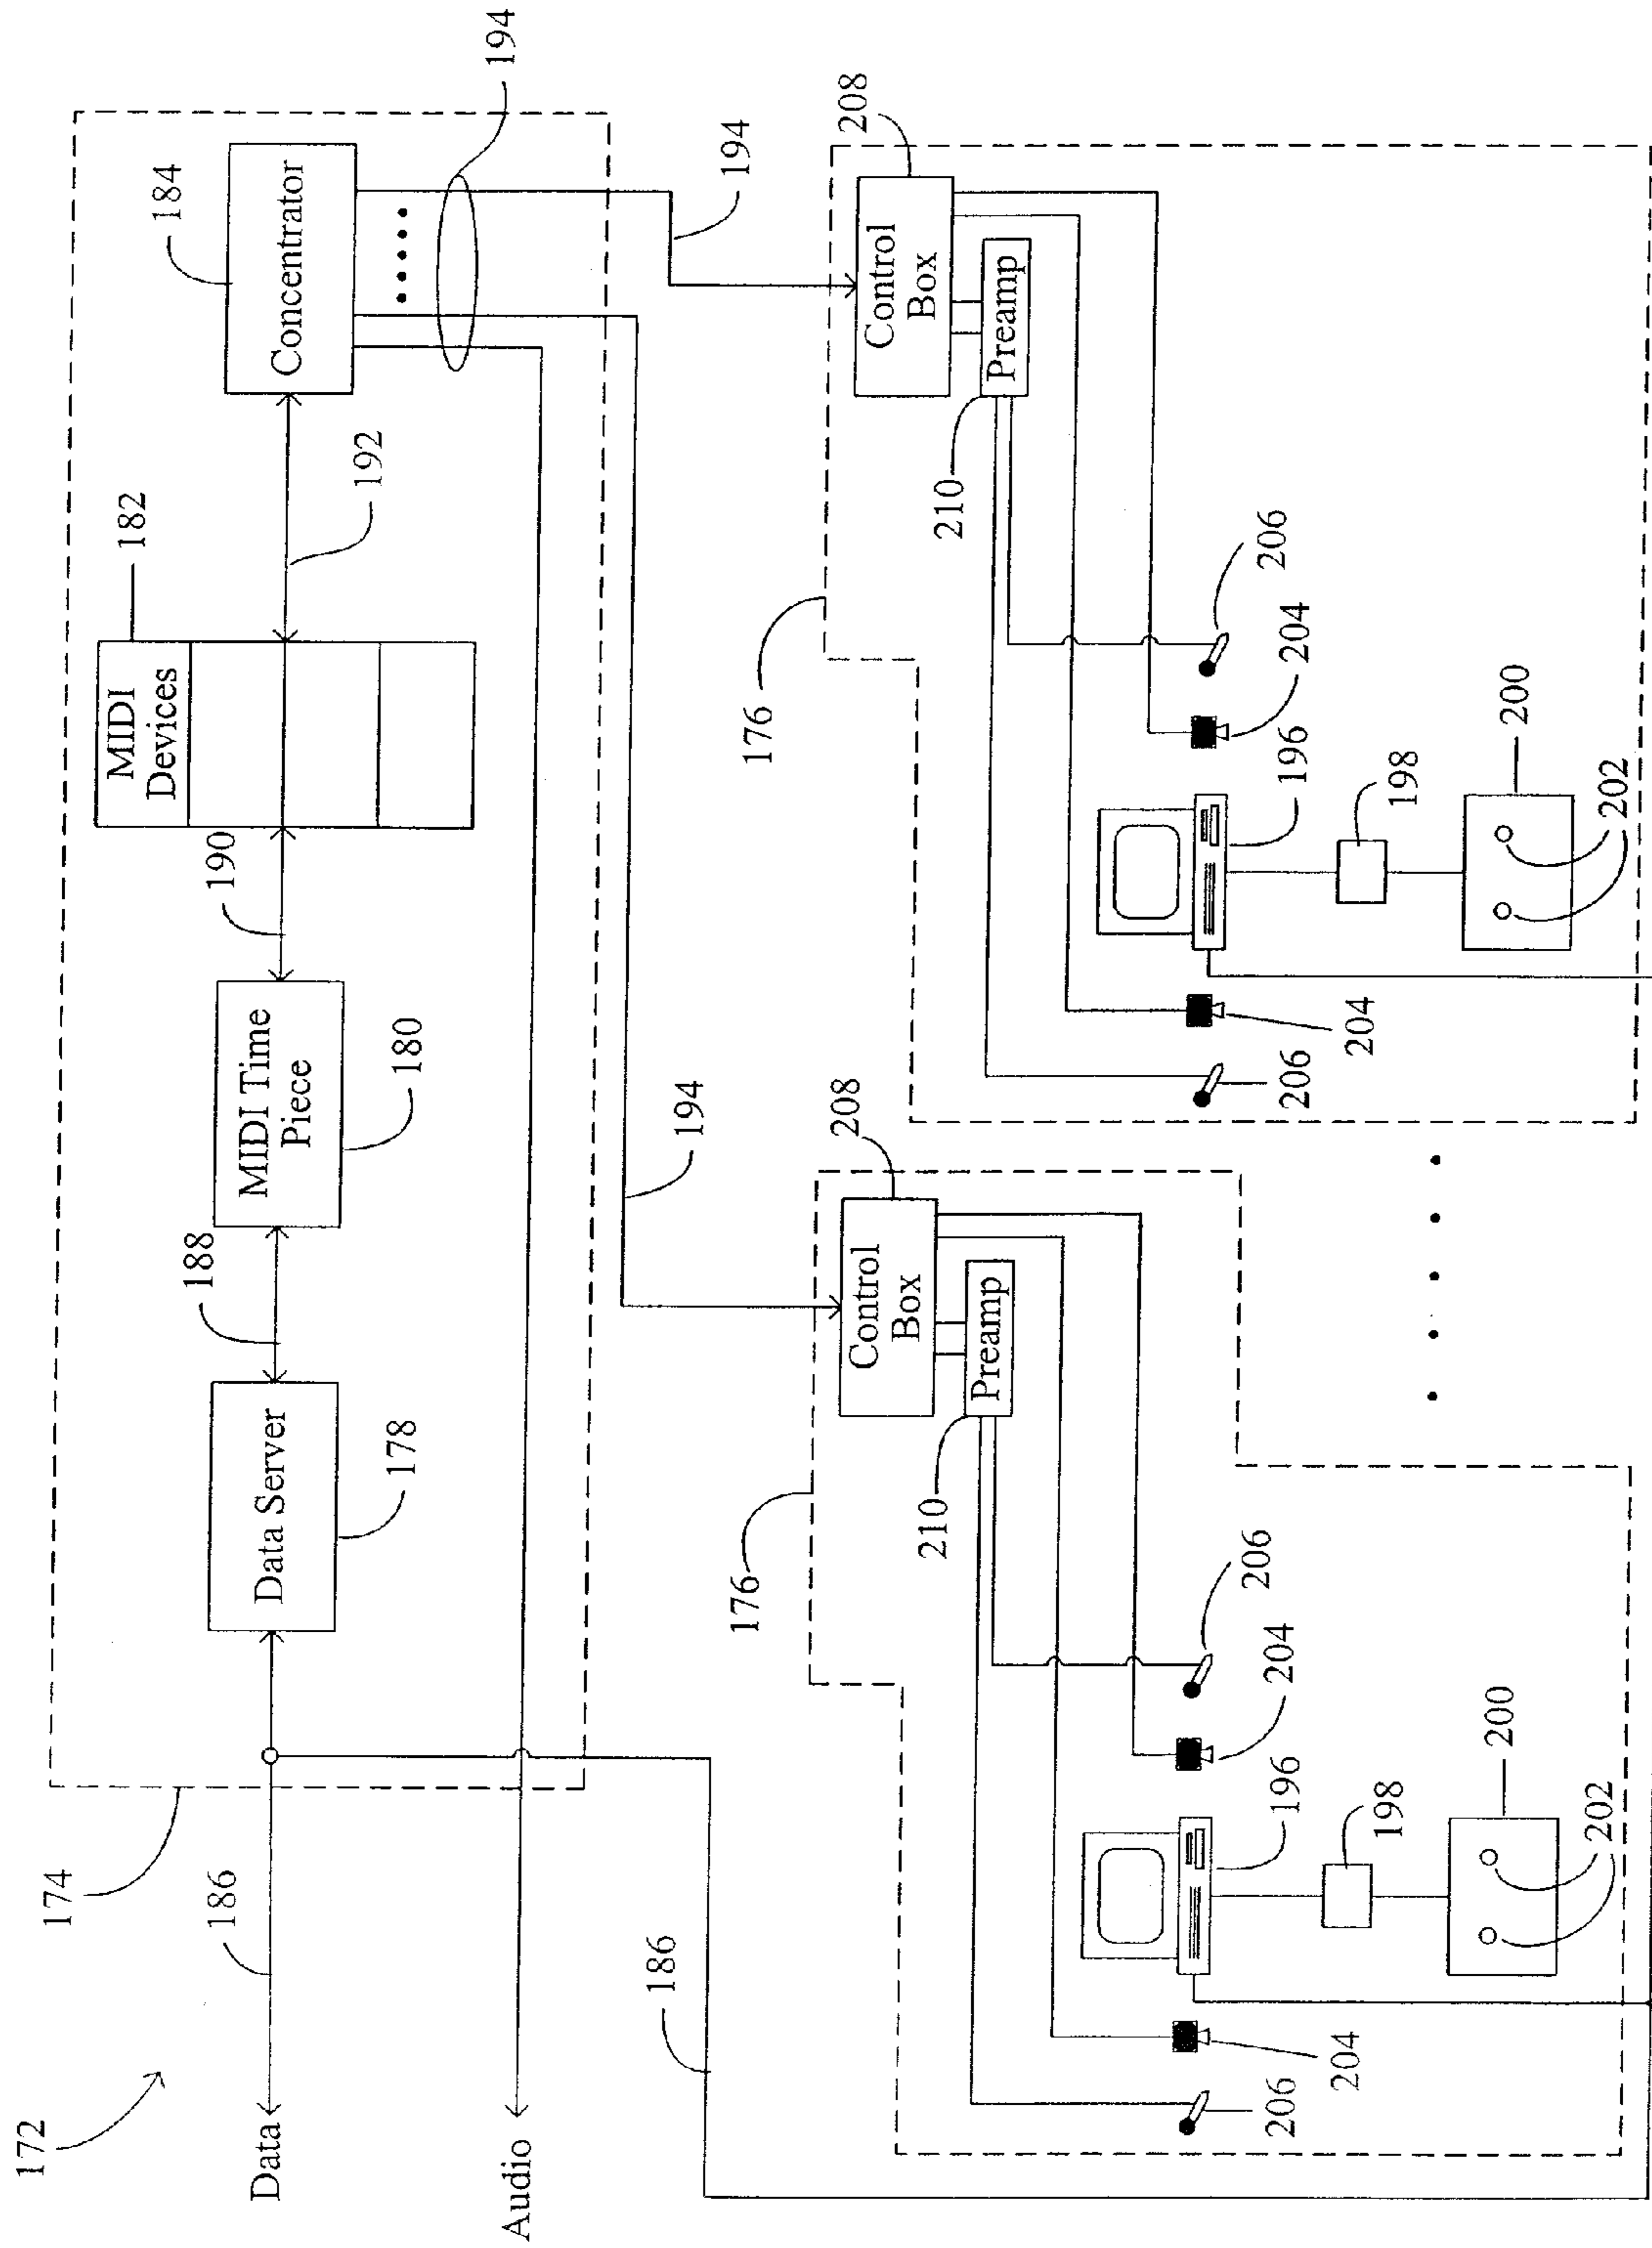 172
174
Data
186
Audio
Data Server
178
188
MIDI Time
Piece
180
190
MIDI
Devices
182
192
Concentrator
184
194
194
194
186
176
Control
Box
208
Preamp
210
206
204
196
198
200
202
204
206
176
Control
Box
208
Preamp
210
206
204
196
198
200
202
204
206